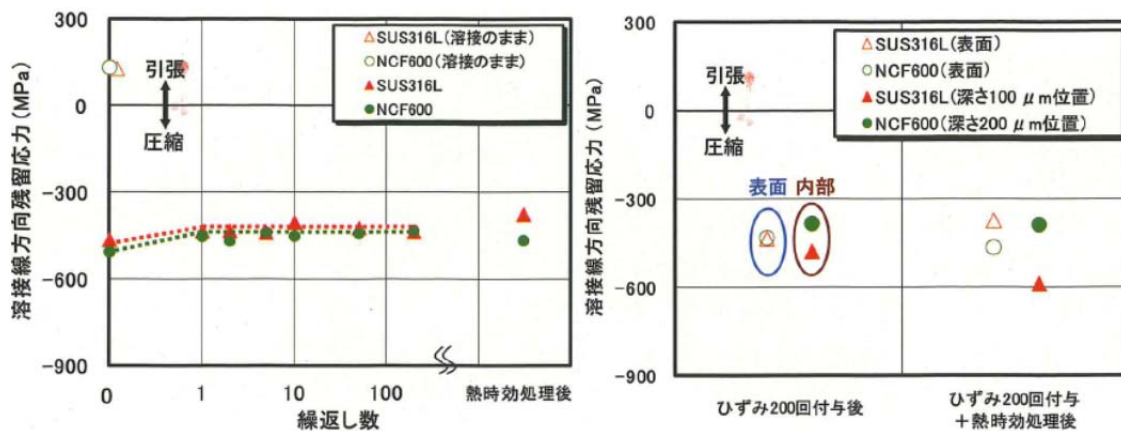 300
0
-300
-600
-900
溶接線方向残留応力(MPa)
引張
圧縮
SUS316L(溶接のまま)
NCF600(溶接のまま)
SUS316L
NCF600
0
1
10
100
熱時効処理後
繰返し数
300
0
-300
-600
-900
溶接線方向残留応力(MPa)
引張
圧縮
SUS316L(表面)
NCF600(表面)
SUS316L(深さ100 μm位置)
NCF600(深さ200 μm位置)
表面
内部
ひずみ200回付与後
ひずみ200回付与
+熱時効処理後